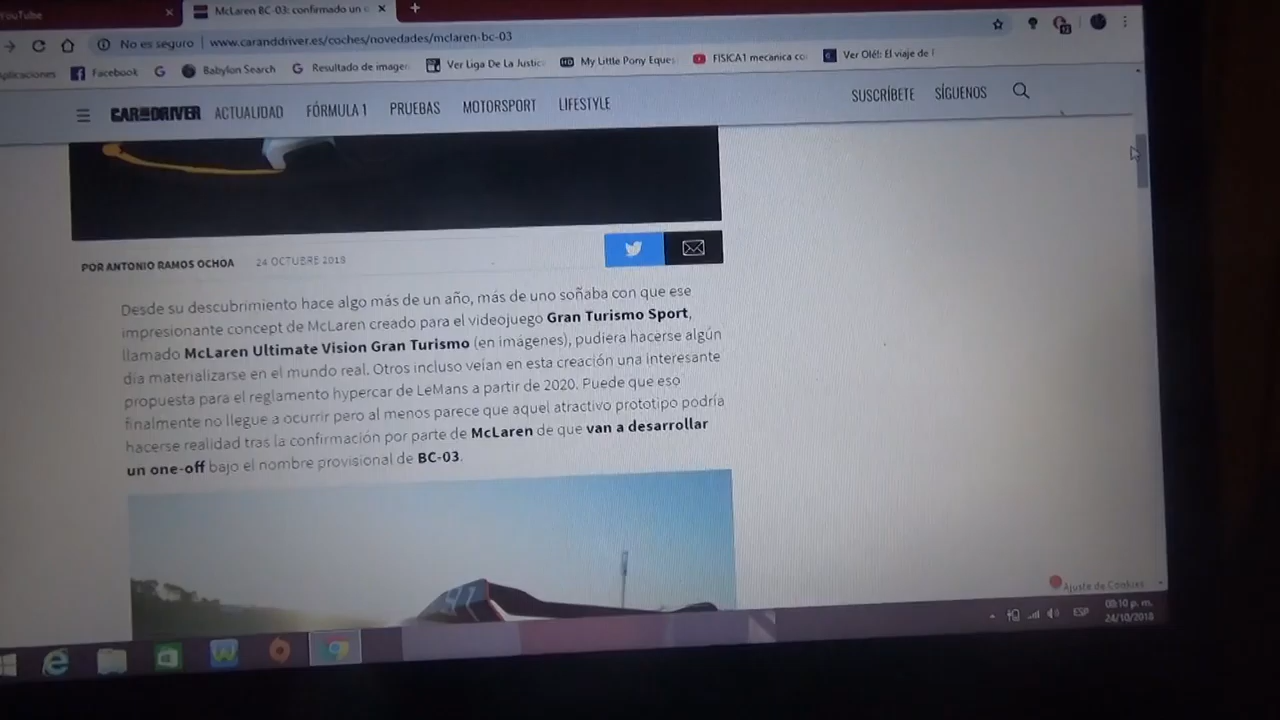 YouTube
McLaren BC-03: confirmado un
No es seguro | www.caranddriver.es/coches/novedades/mclaren-bc-03
Aplicaciones Facebook Babylon Search Resultado de imagen Ver Liga De La Justic My Little Pony Eques FISICA1 mecanica co Ver Olé!: El viaje de
CAR AND DRIVER ACTUALIDAD FÓRMULA 1 PRUEBAS MOTORSPORT LIFESTYLE SUSCRÍBETE SÍGUENOS
POR ANTONIO RAMOS OCHOA 24 OCTUBRE 2018
Desde su descubrimiento hace algo más de un año, más de uno soñaba con que ese
impresionante concept de McLaren creado para el videojuego Gran Turismo Sport,
llamado McLaren Ultimate Vision Gran Turismo (en imágenes), pudiera hacerse algún
día materializarse en el mundo real. Otros incluso veían en esta creación una interesante
propuesta para el reglamento hypercar de LeMans a partir de 2020. Puede que eso
finalmente no llegue a ocurrir pero al menos parece que aquel atractivo prototipo podría
hacerse realidad tras la confirmación por parte de McLaren de que van a desarrollar
un one-off bajo el nombre provisional de BC-03.
Ajuste de Cookies
ESP
08:10 p. m.
24/10/2018